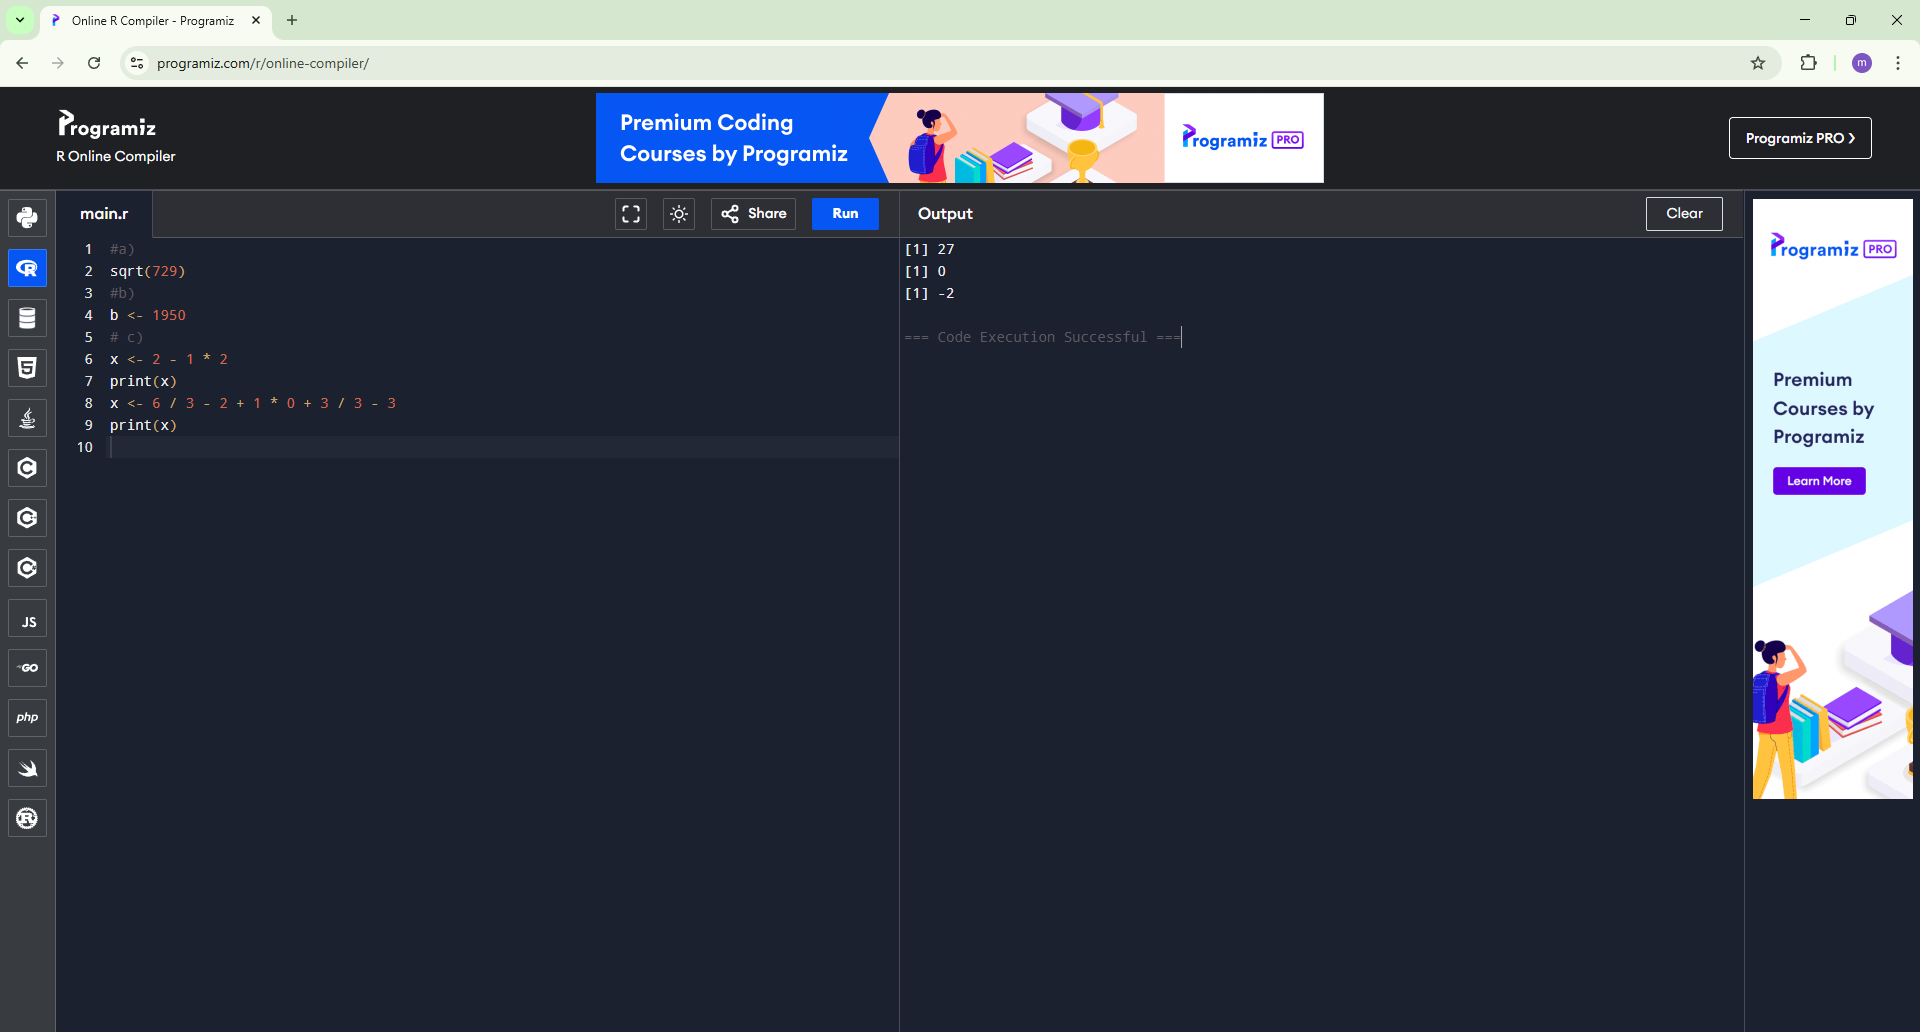 Online R Compiler - Programiz
programiz.com/r/online-compiler/
m
Programiz
R Online Compiler
Premium Coding
Courses by Programiz
Programiz PRO
Programiz PRO ❯
main.r
Share
Run
Output
Clear
1 #a)
2 sqrt(729)
3 #b)
4 b <- 1950
5 # c)
6 x <- 2 - 1 * 2
7 print(x)
8 x <- 6 / 3 - 2 + 1 * 0 + 3 / 3 - 3
9 print(x)
10
[1] 27
[1] 0
[1] -2
=== Code Execution Successful ===
R
5
C
C
C
JS
GO
php
R
Programiz PRO
Premium
Courses by
Programiz
Learn More